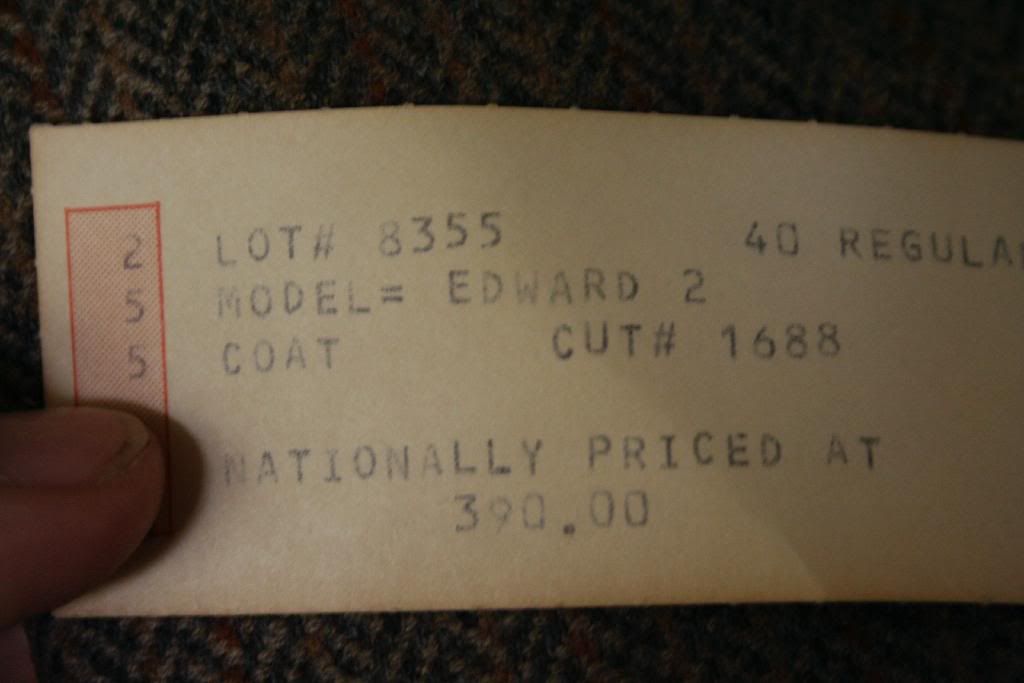 2
5
5
LOT# 8355 40 REGULA
MODEL= EDWARD 2
COAT CUT# 1688
NATIONALLY PRICED AT
390.00